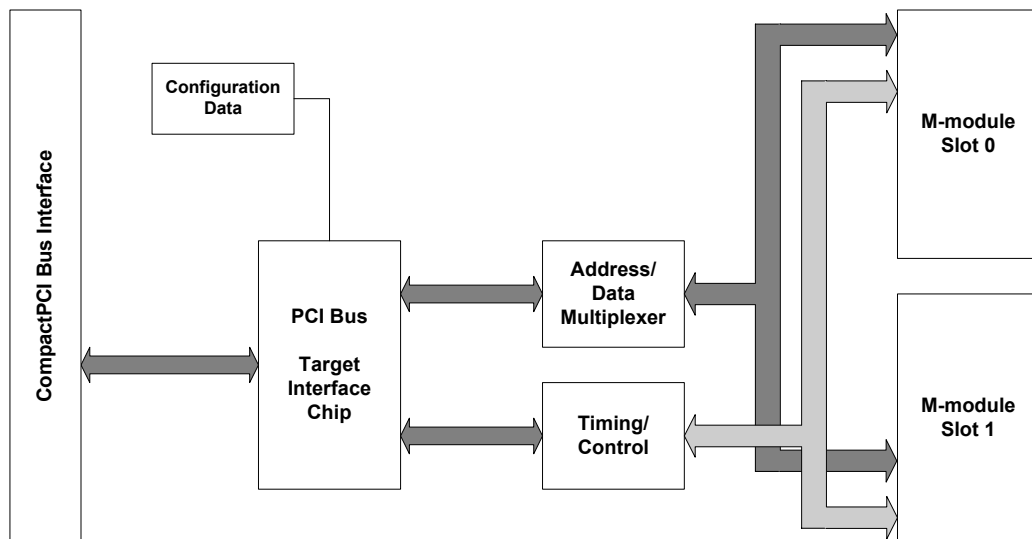 CompactPCI Bus Interface
Configuration
Data
PCI Bus
Target
Interface
Chip
Address/
Data
Multiplexer
Timing/
Control
M-module
Slot 0
M-module
Slot 1